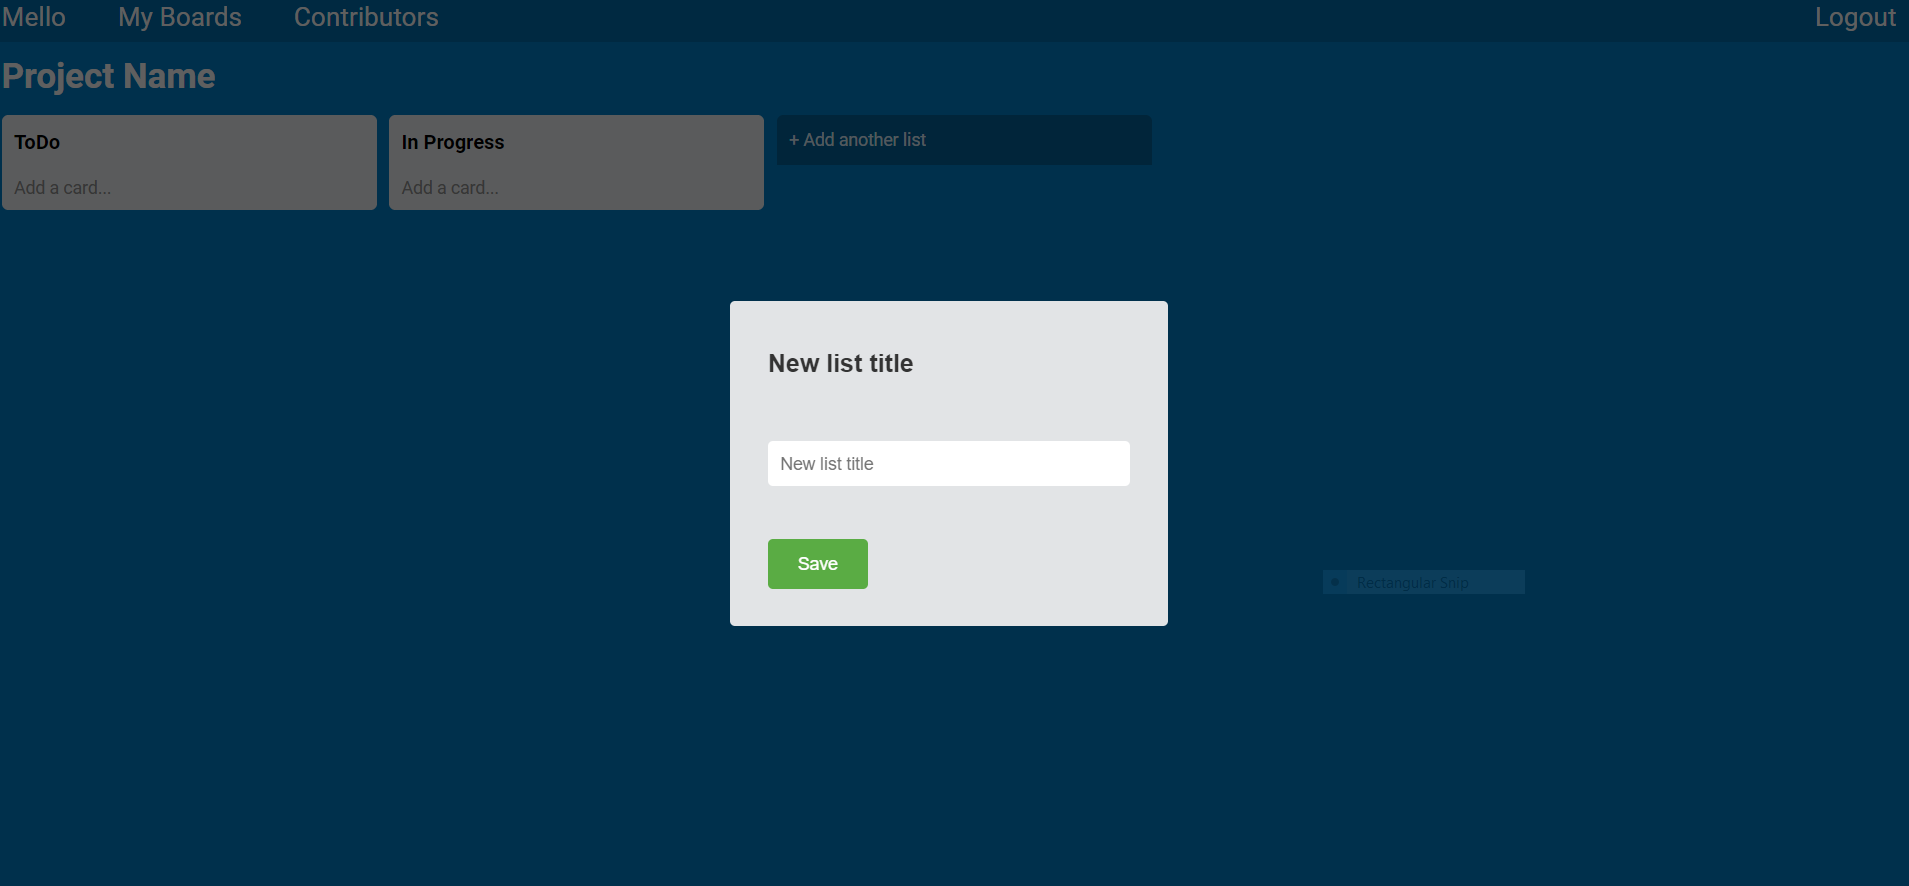 Mello My Boards Contributors Logout
Project Name
ToDo In Progress + Add another list
Add a card... Add a card...
New list title
New list title
Save
Rectangular Snip